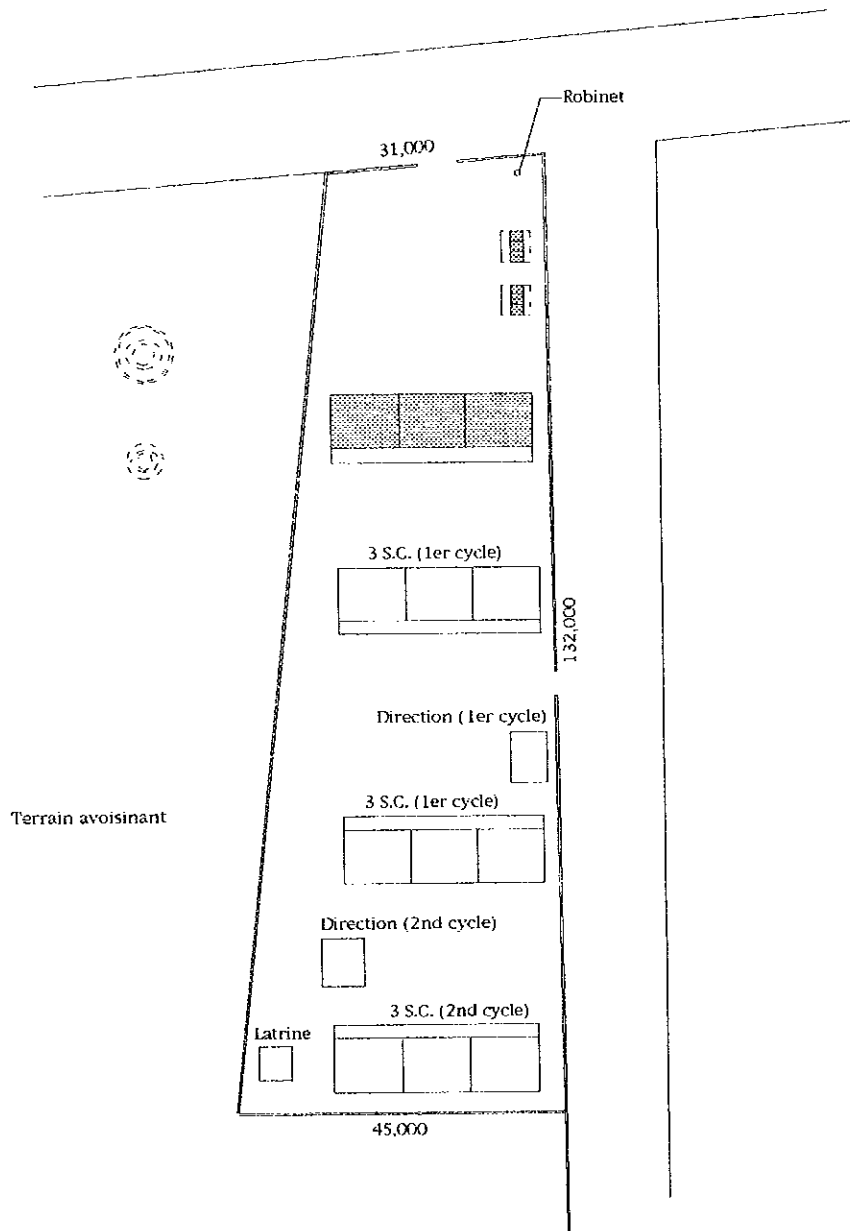 Robinet
31,000
3 S.C. (1er cycle)
132,000
Direction (1er cycle)
3 S.C. (1er cycle)
Terrain avoisinant
Direction (2nd cycle)
3 S.C. (2nd cycle)
Latrine
45,000